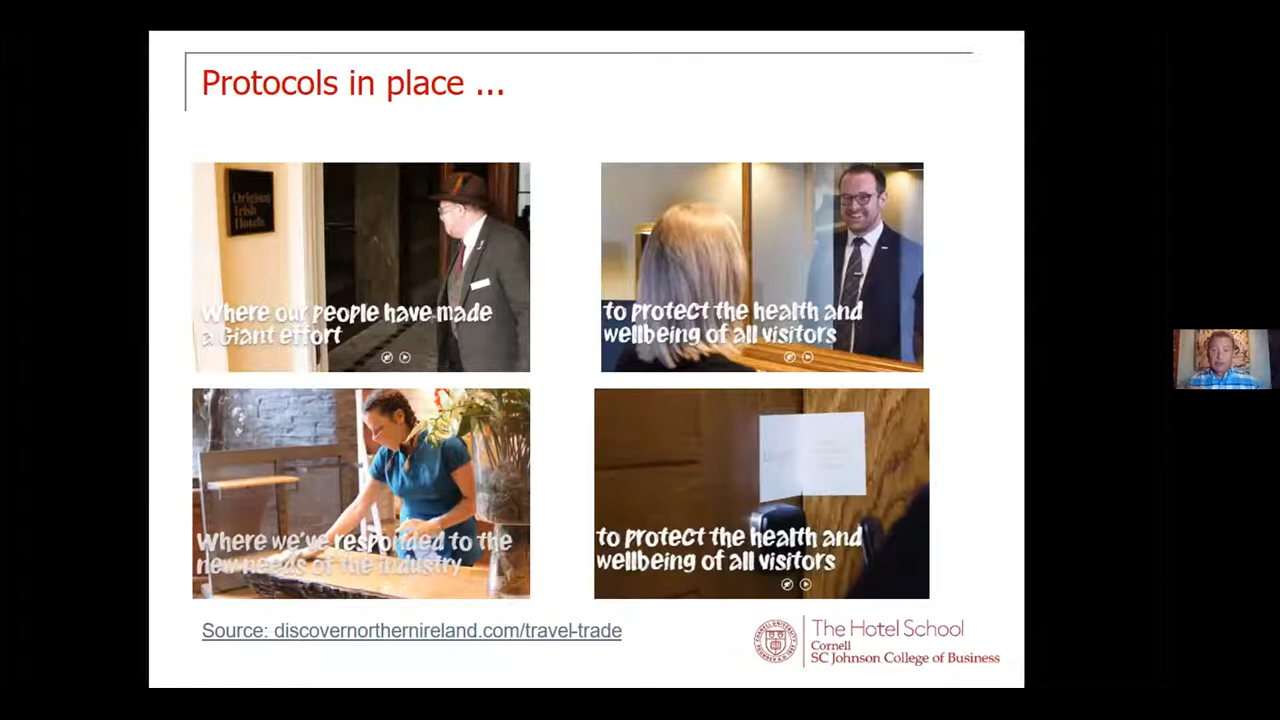 Protocols in place ...
Original
Irish
Hotels
Where our people have made
a Giant effort
to protect the health and
wellbeing of all visitors
Where we've responded to the
new needs of the industry
to protect the health and
wellbeing of all visitors
Source: discovernorthernireland.com/travel-trade
The Hotel School
Cornell
SC Johnson College of Business